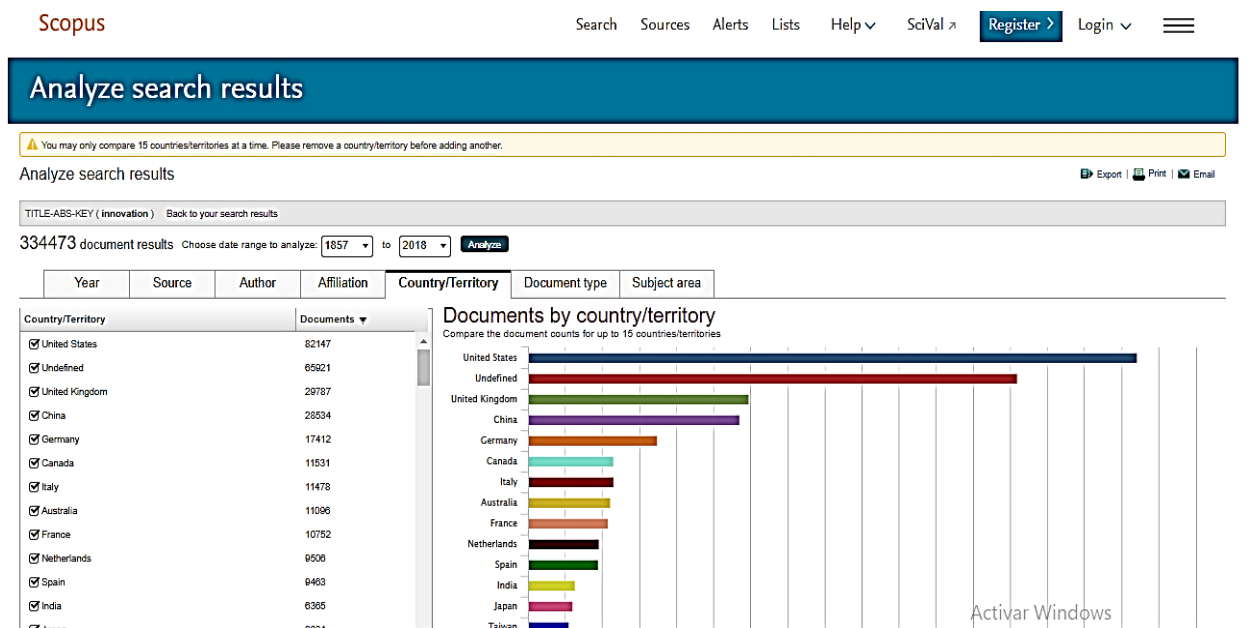 Scopus
Search Sources Alerts Lists Help SciVal Register Login
Analyze search results
You may only compare 15 countries/territories at a time. Please remove a country/territory before adding another.
Analyze search results
Export | Print | Email
TITLE-ABS-KEY ( innovation ) Back to your search results
334473 document results Choose date range to analyze: 1857 to 2018 Analyze
Year Source Author Affiliation Country/Territory Document type Subject area
Country/Territory Documents
United States 82147
Undefined 65921
United Kingdom 29787
China 28534
Germany 17412
Canada 11531
Italy 11478
Australia 11096
France 10752
Netherlands 9506
Spain 9463
India 6365
Documents by country/territory
Compare the document counts for up to 15 countries/territories
United States
Undefined
United Kingdom
China
Germany
Canada
Italy
Australia
France
Netherlands
Spain
India
Japan
Taiwan
Activar Windows